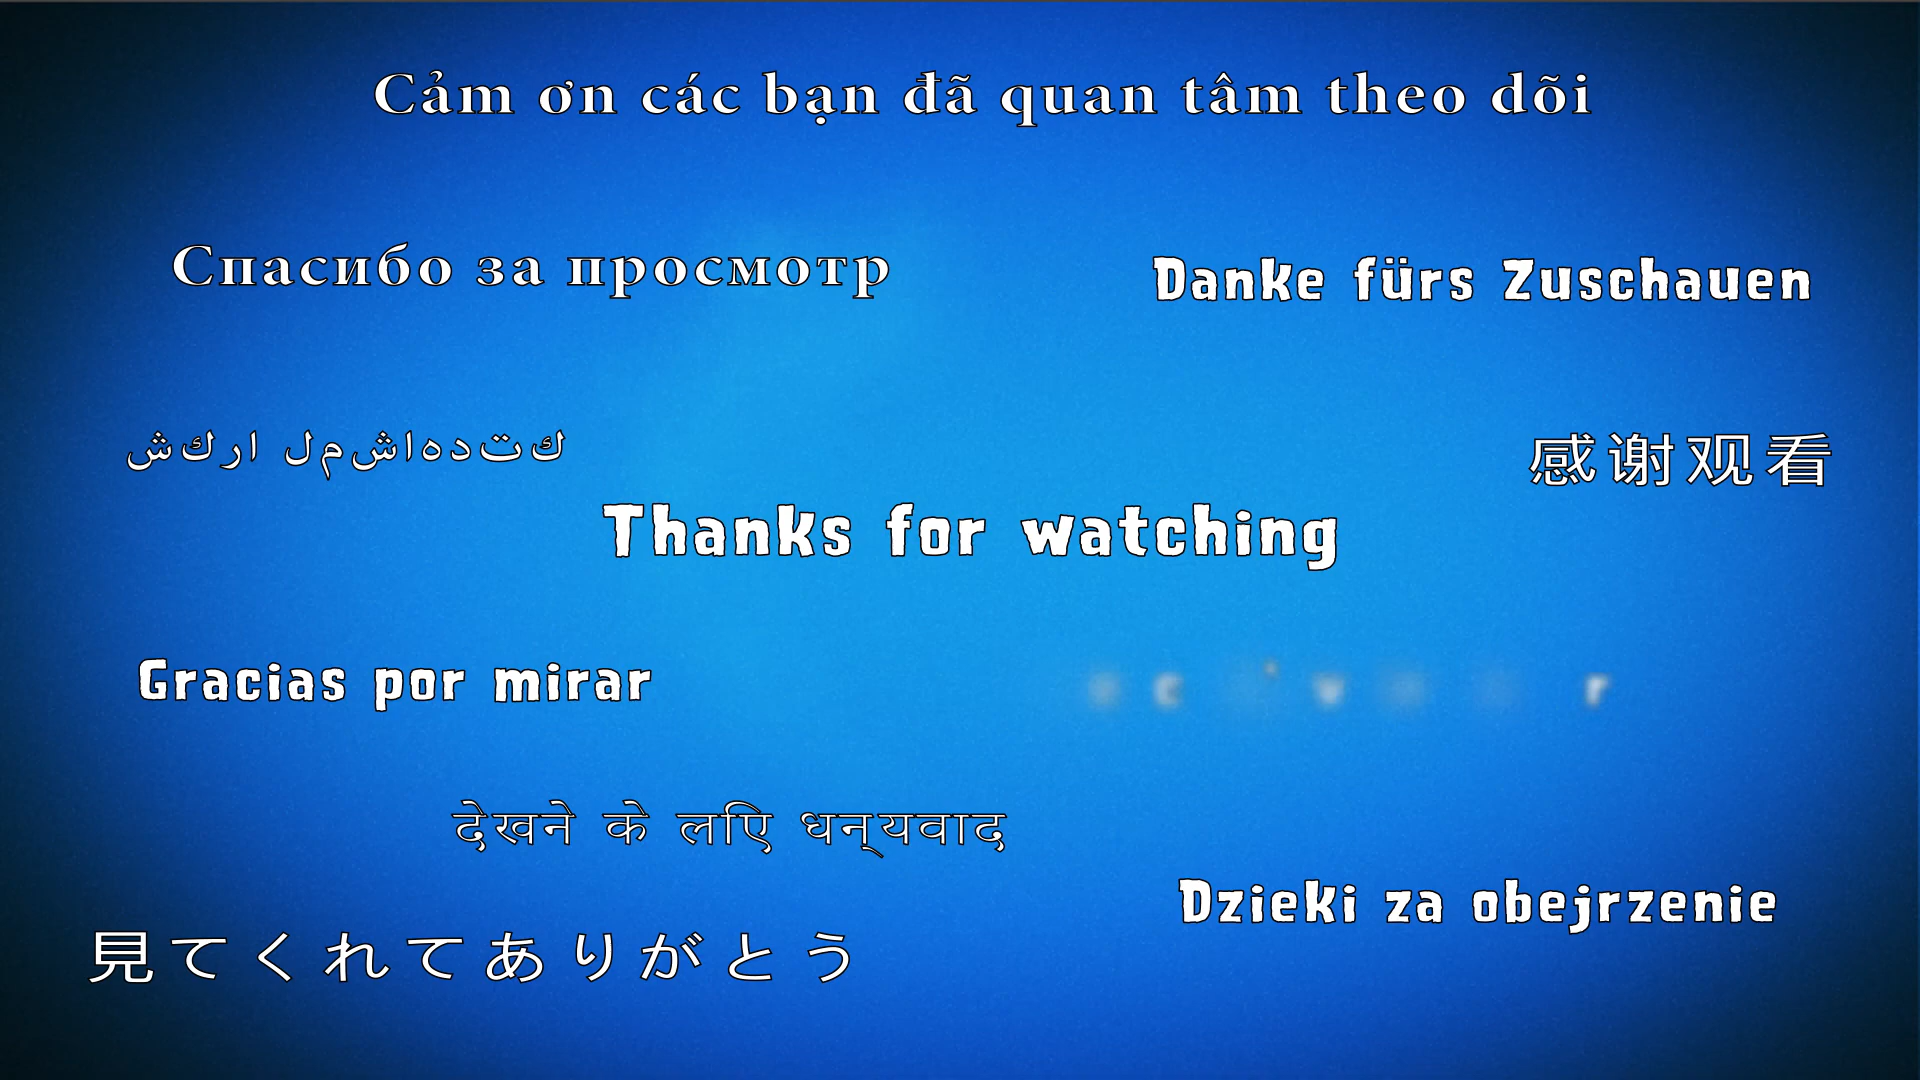 Cảm ơn các bạn đã quan tâm theo dõi
Спасибо за просмотр
Danke fürs Zuschauen
كتدهاشمل اركش
感谢观看
Thanks for watching
Gracias por mirar
देखने के लिए धन्यवाद
Dzieki za obejrzenie
見てくれてありがとう